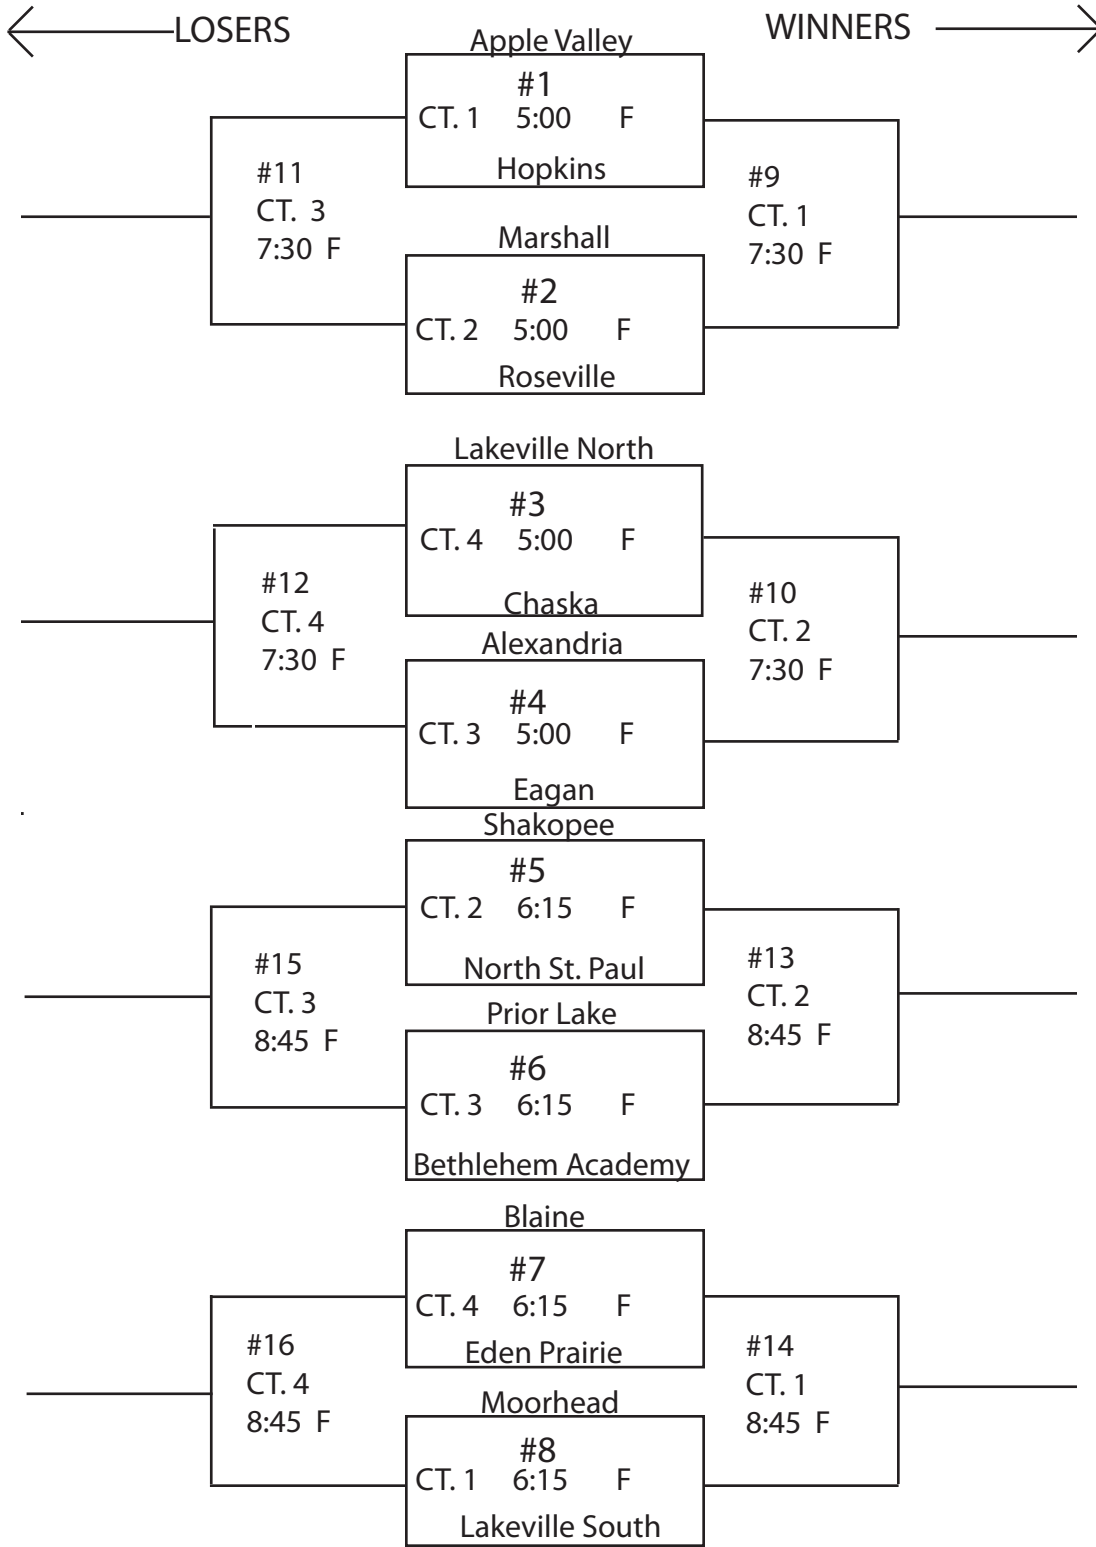 LOSERS
WINNERS
Apple Valley
#1
CT. 1 5:00 F
Hopkins
#11
CT. 3
7:30 F
#9
CT. 1
7:30 F
Marshall
#2
CT. 2 5:00 F
Roseville
Lakeville North
#3
CT. 4 5:00 F
Chaska
#12
CT. 4
7:30 F
#10
CT. 2
7:30 F
Alexandria
#4
CT. 3 5:00 F
Eagan
Shakopee
#5
CT. 2 6:15 F
North St. Paul
#15
CT. 3
8:45 F
#13
CT. 2
8:45 F
Prior Lake
#6
CT. 3 6:15 F
Bethlehem Academy
Blaine
#7
CT. 4 6:15 F
Eden Prairie
#16
CT. 4
8:45 F
#14
CT. 1
8:45 F
Moorhead
#8
CT. 1 6:15 F
Lakeville South